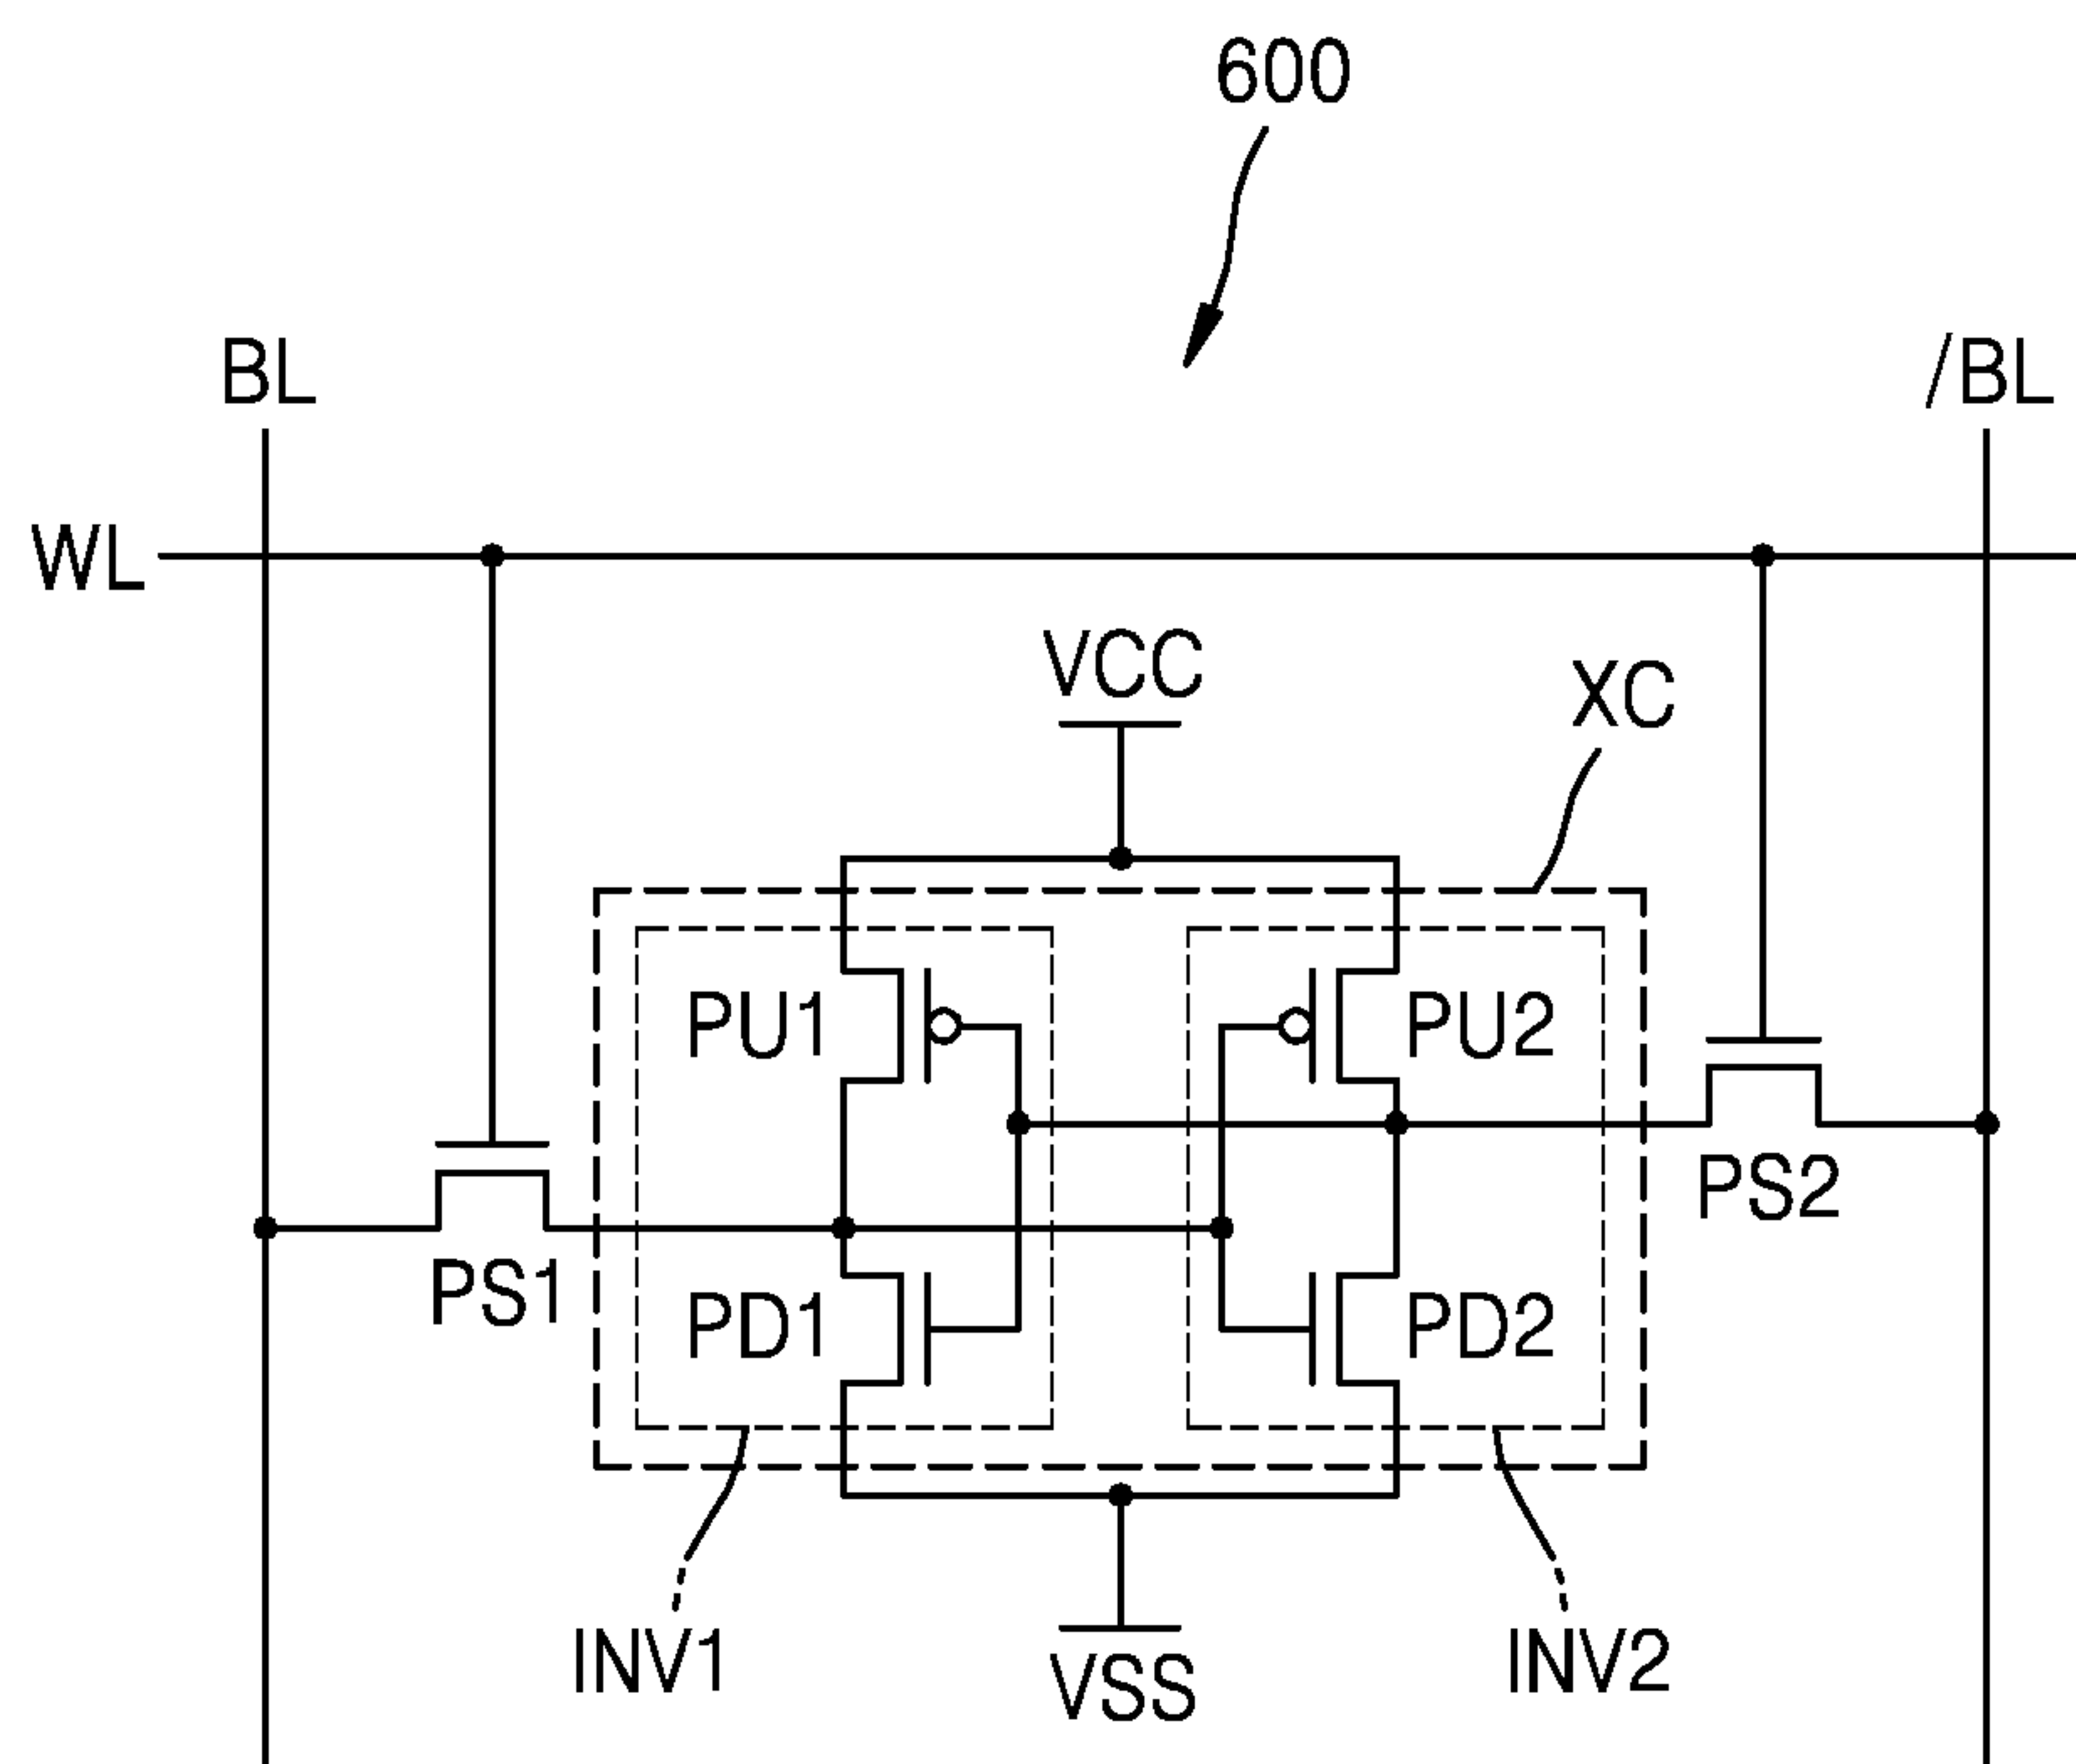 600
BL
/BL
WL
VCC
XC
PU1
PU2
PS2
PS1
PD1
PD2
INV1
VSS
INV2